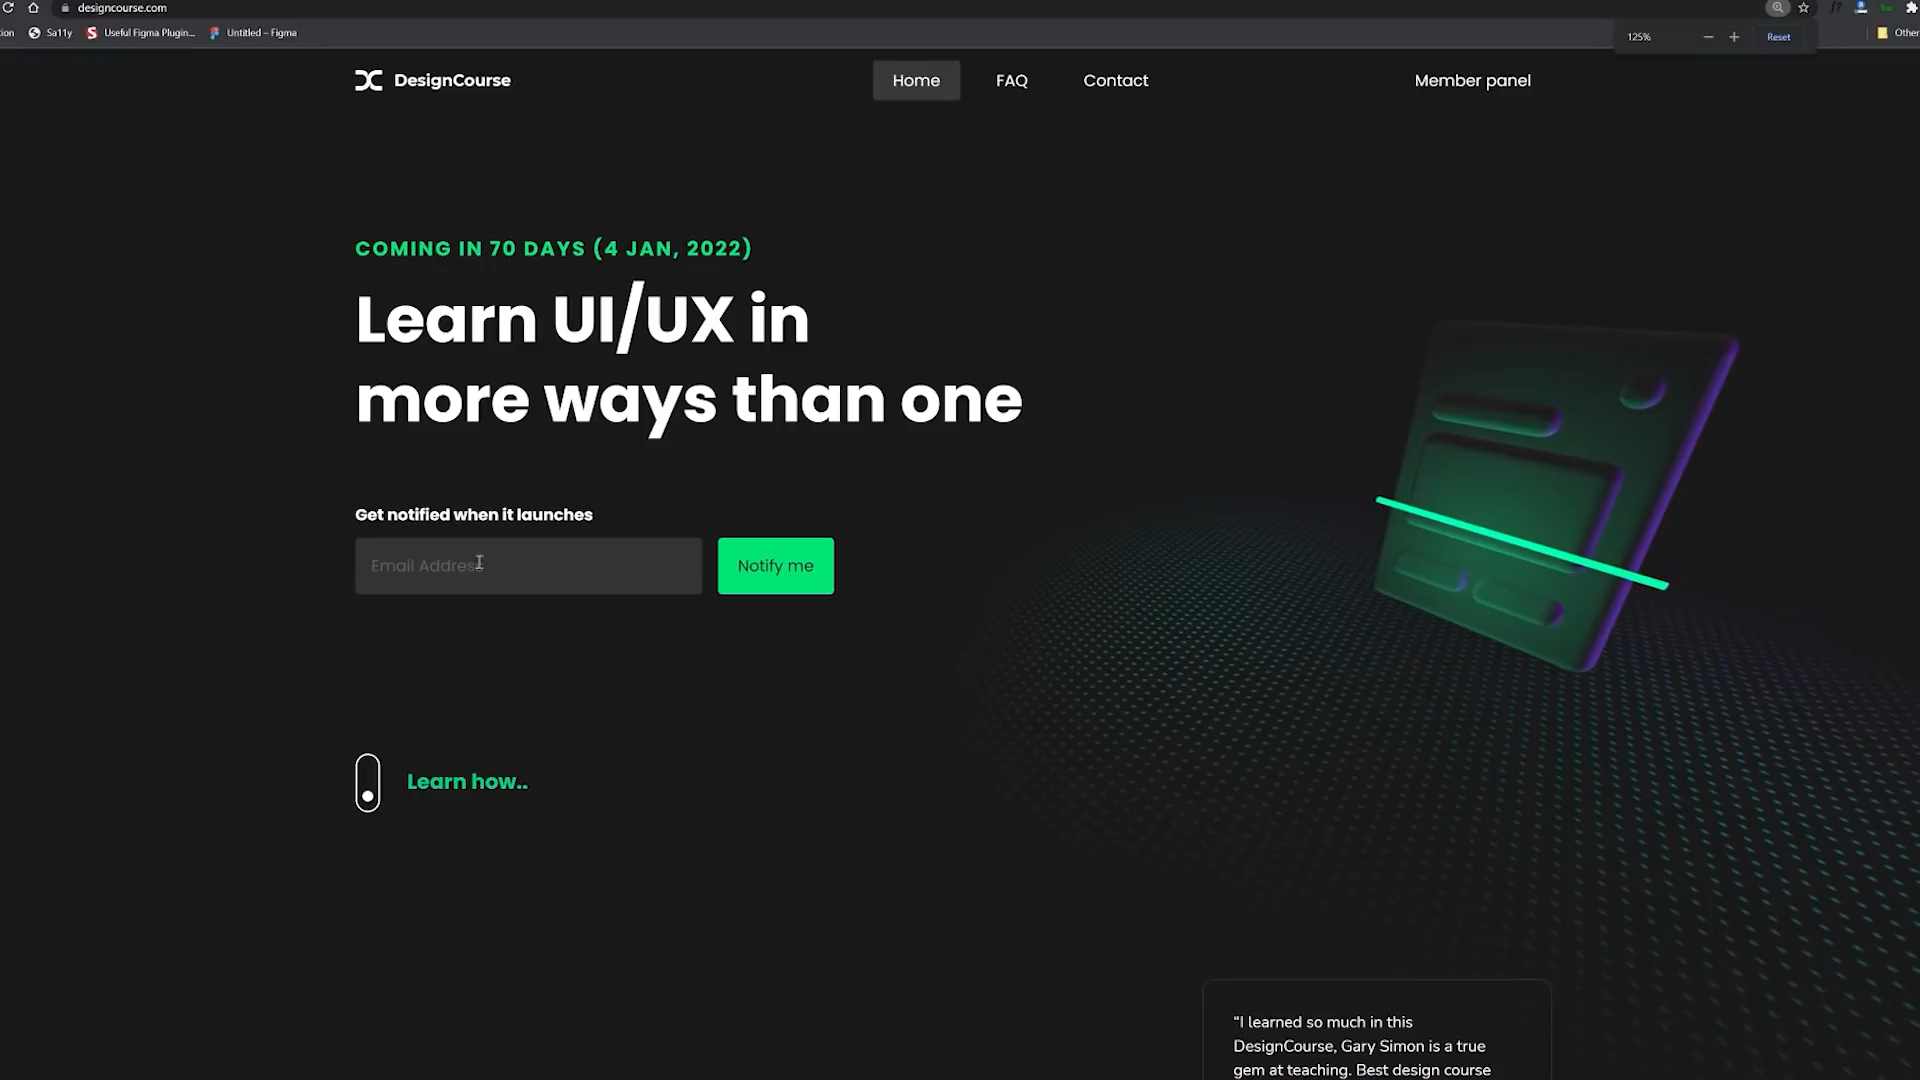 designcourse.com
ion Sa11y Useful Figma Plugin... Untitled – Figma
125% Reset
Other
DesignCourse
Home FAQ Contact Member panel
COMING IN 70 DAYS (4 JAN, 2022)
Learn UI/UX in
more ways than one
Get notified when it launches
Email Address
Notify me
Learn how..
“I learned so much in this
DesignCourse, Gary Simon is a true
gem at teaching. Best design course